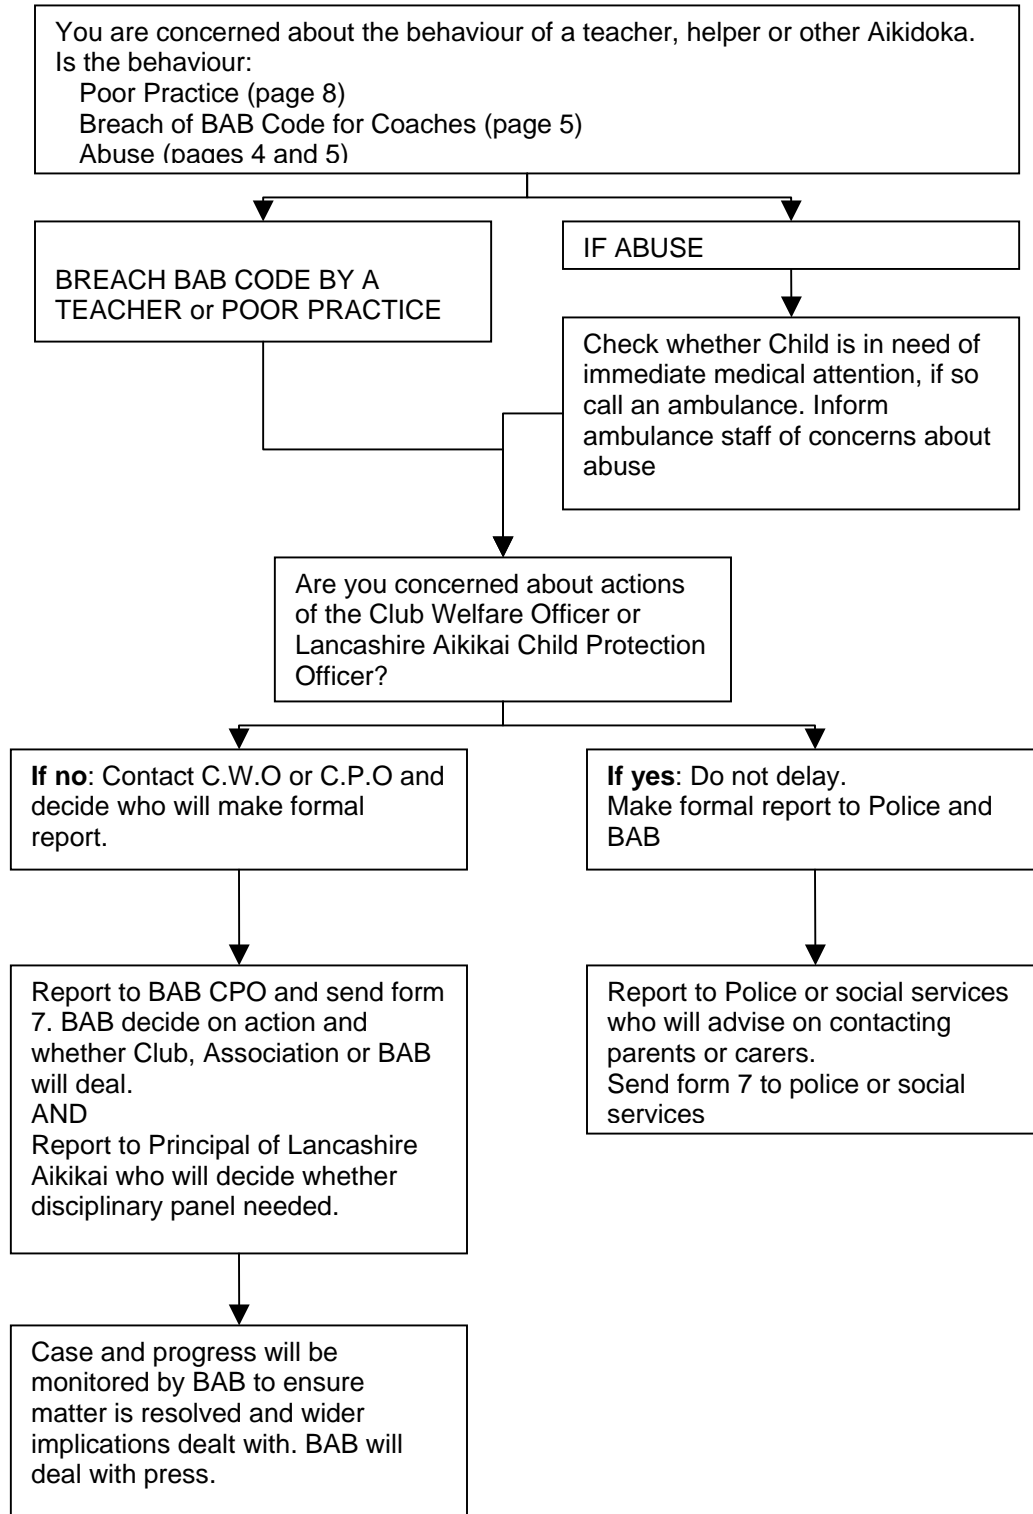 You are concerned about the behaviour of a teacher, helper or other Aikidoka.
Is the behaviour:
Poor Practice (page 8)
Breach of BAB Code for Coaches (page 5)
Abuse (pages 4 and 5)
BREACH BAB CODE BY A
TEACHER or POOR PRACTICE
IF ABUSE
Check whether Child is in need of
immediate medical attention, if so
call an ambulance. Inform
ambulance staff of concerns about
abuse
Are you concerned about actions
of the Club Welfare Officer or
Lancashire Aikikai Child Protection
Officer?
If no: Contact C.W.O or C.P.O and
decide who will make formal
report.
If yes: Do not delay.
Make formal report to Police and
BAB
Report to BAB CPO and send form
7. BAB decide on action and
whether Club, Association or BAB
will deal.
AND
Report to Principal of Lancashire
Aikikai who will decide whether
disciplinary panel needed.
Report to Police or social services
who will advise on contacting
parents or carers.
Send form 7 to police or social
services
Case and progress will be
monitored by BAB to ensure
matter is resolved and wider
implications dealt with. BAB will
deal with press.